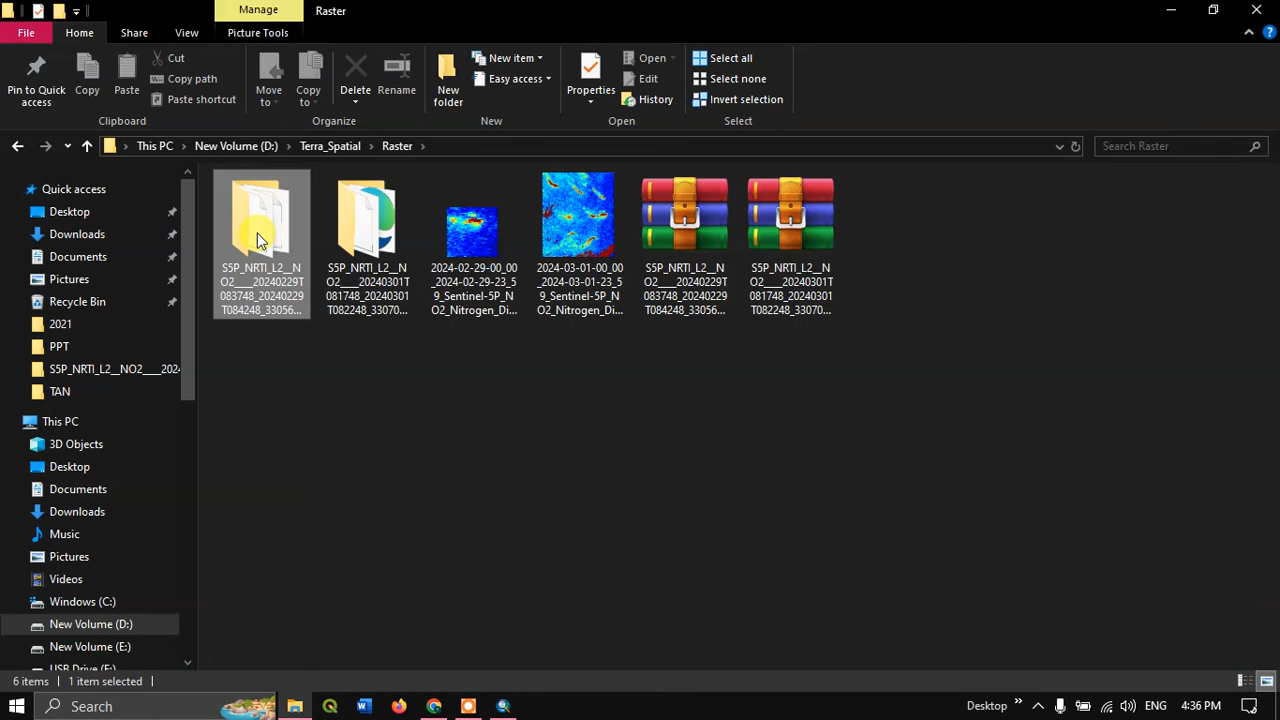 Manage
Raster
File
Home
Share
View
Picture Tools
Pin to Quick access
Copy
Paste
Cut
Copy path
Paste shortcut
Clipboard
Move to
Copy to
Delete
Rename
Organize
New folder
New item
Easy access
New
Properties
Open
Edit
History
Open
Select all
Select none
Invert selection
Select
This PC
New Volume (D:)
Terra_Spatial
Raster
Search Raster
Quick access
Desktop
Downloads
Documents
Pictures
Recycle Bin
2021
PPT
S5P_NRTI_L2__NO2____202
TAN
This PC
3D Objects
Desktop
Documents
Downloads
Music
Pictures
Videos
Windows (C:)
New Volume (D:)
New Volume (E:)
USB Drive (F:)
S5P_NRTI_L2__N
O2____20240229T
083748_20240229
T084248_33056...
S5P_NRTI_L2__N
O2____20240301T
081748_20240301
T082248_33070...
2024-02-29-00_00
_2024-02-29-23_5
9_Sentinel-5P_N
O2_Nitrogen_Di...
2024-03-01-00_00
_2024-03-01-23_5
9_Sentinel-5P_N
O2_Nitrogen_Di...
S5P_NRTI_L2__N
O2____20240229T
083748_20240229
T084248_33056...
S5P_NRTI_L2__N
O2____20240301T
081748_20240301
T082248_33070...
6 items
1 item selected
Search
Desktop
ENG
4:36 PM